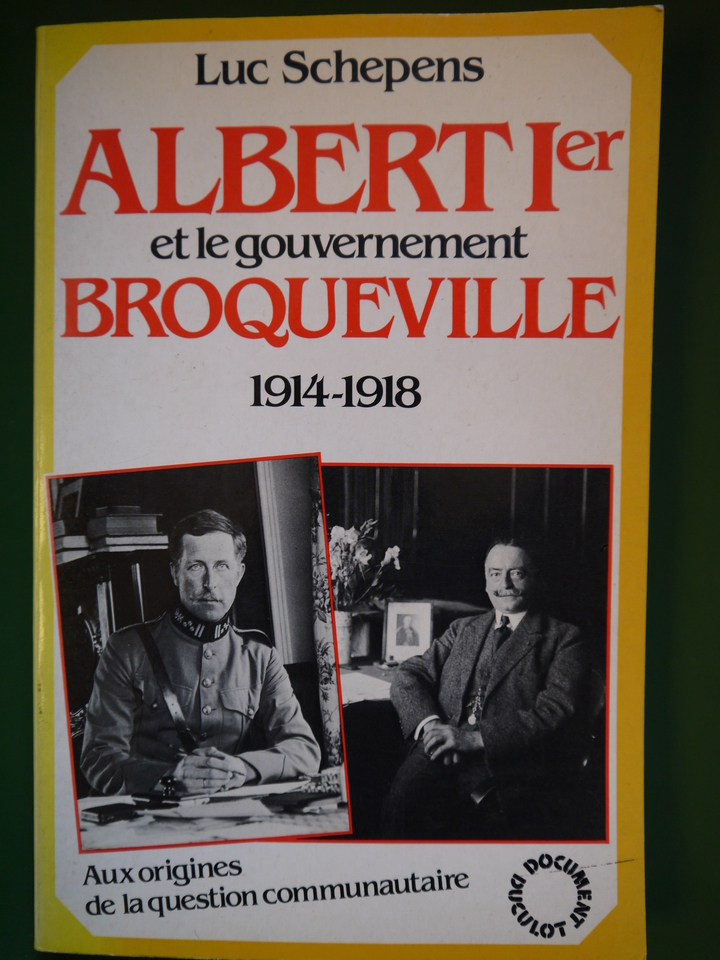 Luc Schepens
ALBERT Ier
et le gouvernement
BROQUEVILLE
1914-1918
Aux origines
de la question communautaire
DOCUMENT
DUCULOT